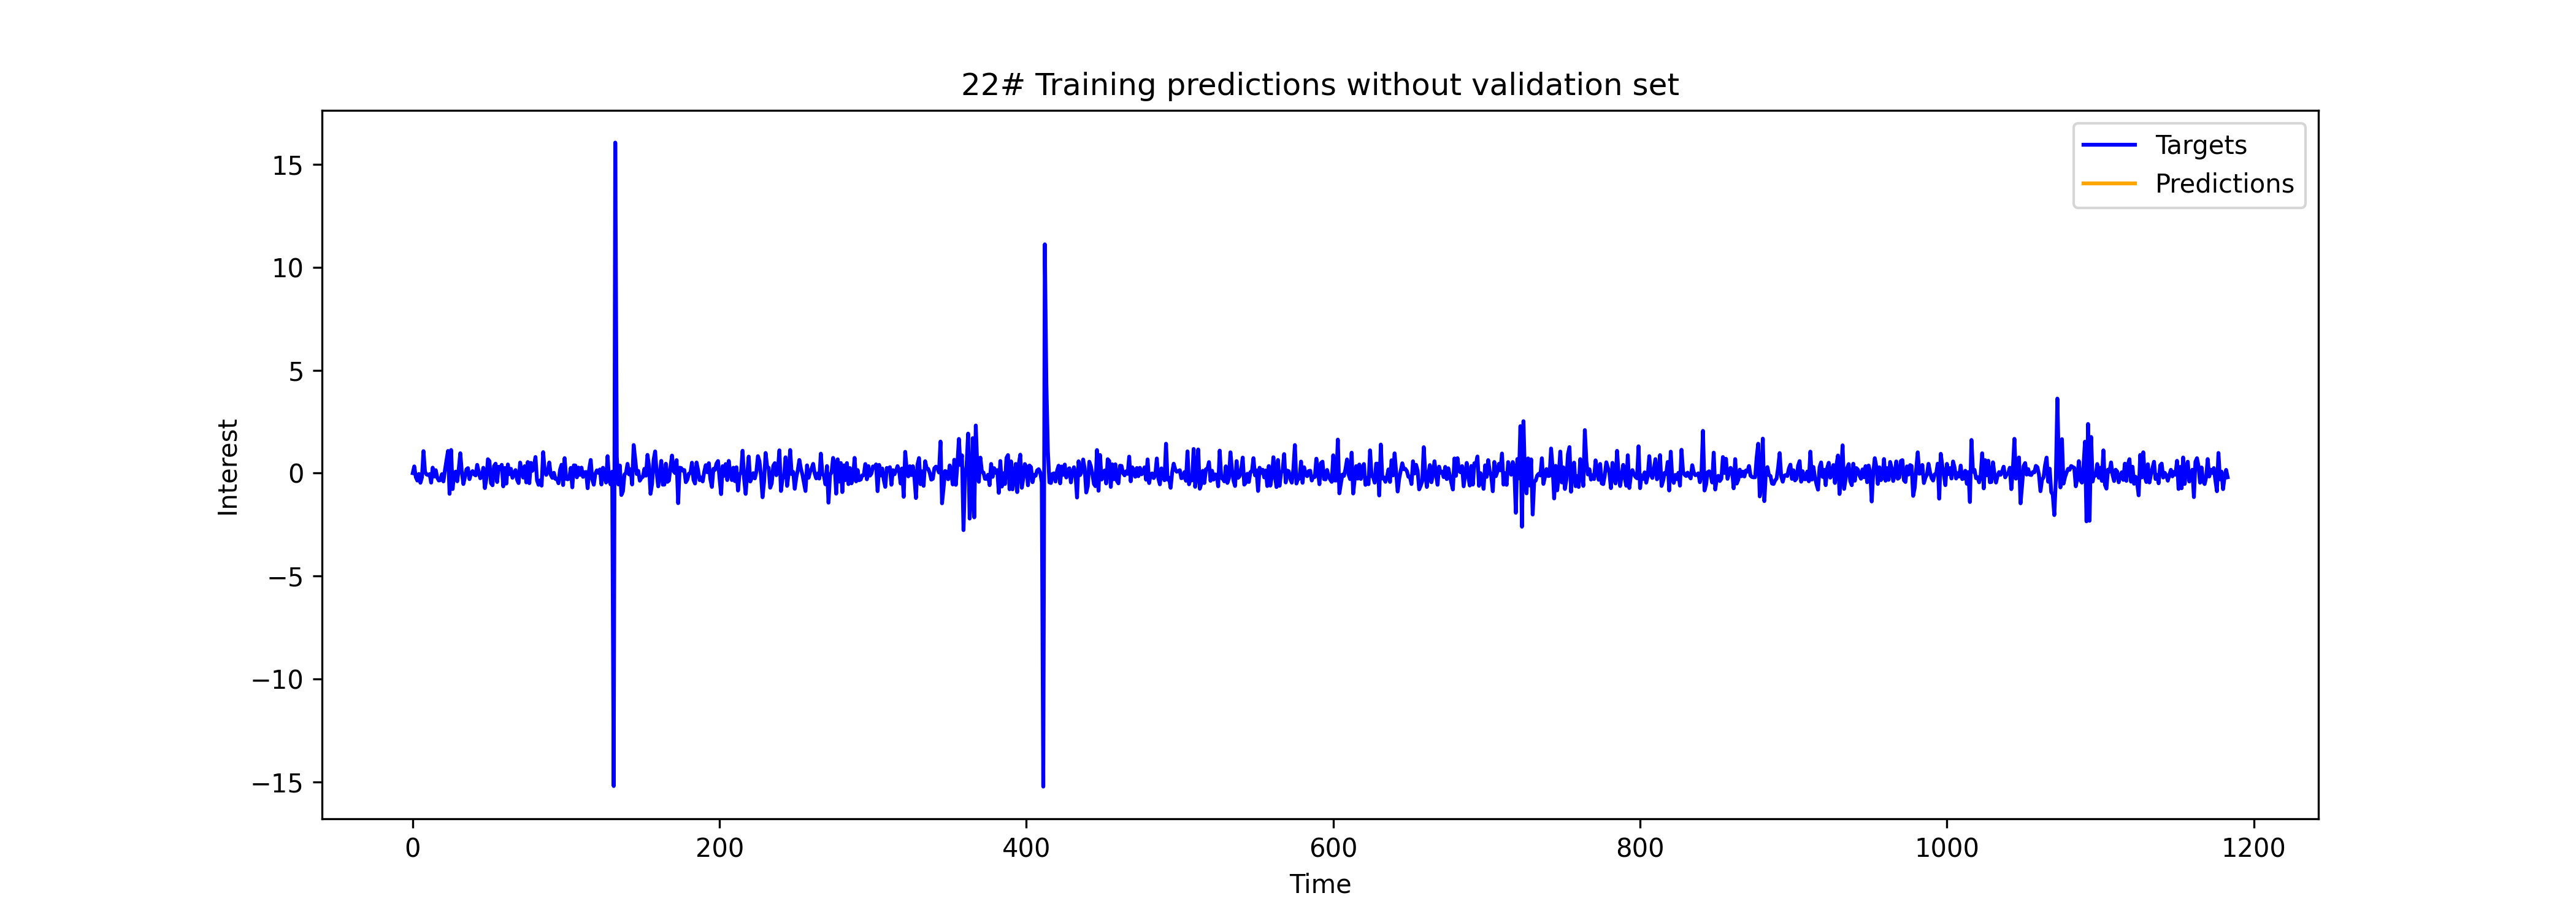 22# Training predictions without validation set
Targets
Predictions
Interest
15
10
5
0
−5
−10
−15
0 200 400 600 800 1000 1200
Time